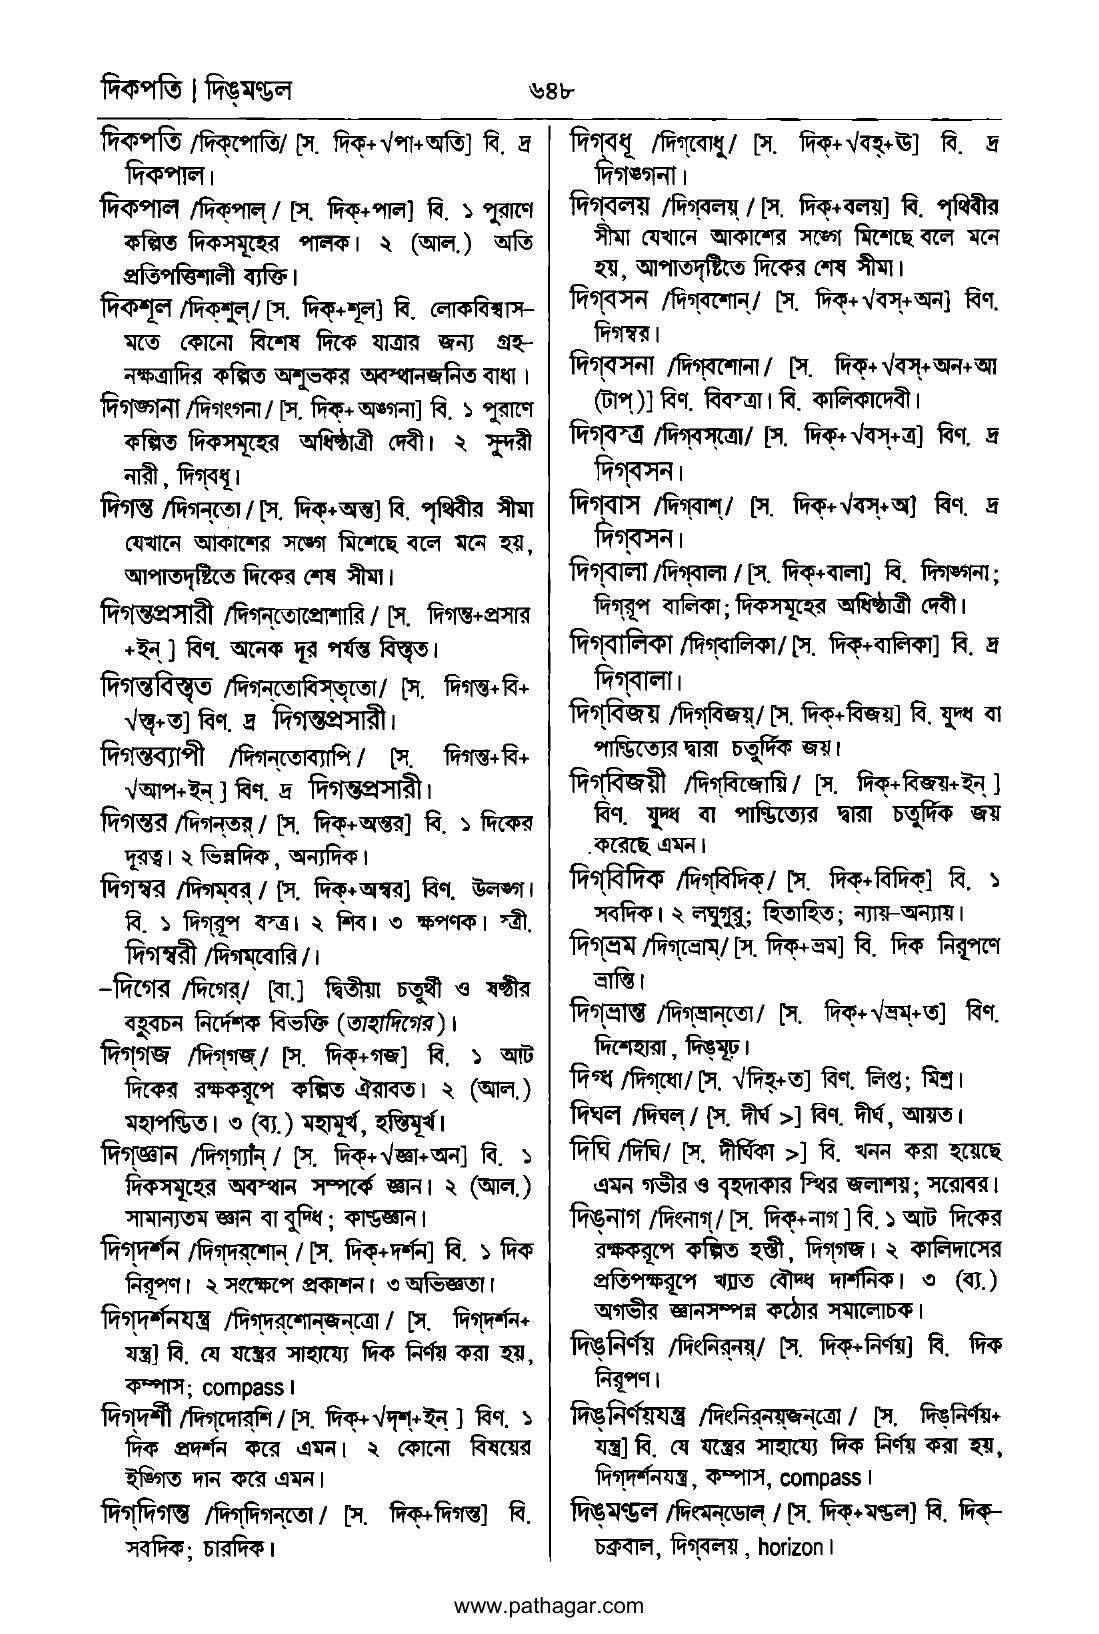 দিকপতি | দিঙ্মণ্ডল ৬৪৮
দিকপতি /দিক্‌পোতি/ [স. দিক্‌+√পা+অতি] বি. দ্র
দিকপাল।
দিকপাল /দিক্‌পাল্‌/ [স. দিক্‌+পাল] বি. ১ পুরাণে
কল্পিত দিকসমূহের পালক। ২ (আল.) অতি
প্রতিপত্তিশালী ব্যক্তি।
দিকশূল /দিক্‌শুল্‌/ [স. দিক্‌+শূল] বি. লোকবিশ্বাস-
মতে কোনো বিশেষ দিকে যাত্রার জন্য গ্রহ-
নক্ষত্রাদির কল্পিত অশুভকর অবস্থানজনিত বাধা।
দিগঙ্গনা /দিগংগনা/ [স. দিক্‌+অঙ্গনা] বি. ১ পুরাণে
কল্পিত দিকসমূহের অধিষ্ঠাত্রী দেবী। ২ সুন্দরী
নারী, দিগ্‌বধূ।
দিগন্ত /দিগন্‌তো/ [স. দিক্‌+অন্ত] বি. পৃথিবীর সীমা
যেখানে আকাশের সঙ্গে মিশেছে বলে মনে হয়,
আপাতদৃষ্টিতে দিকের শেষ সীমা।
দিগন্তপ্রসারী /দিগন্‌তোপ্রোশারি/ [স. দিগন্ত+প্রসার
+ইন্‌] বিণ. অনেক দূর পর্যন্ত বিস্তৃত।
দিগন্তবিস্তৃত /দিগন্‌তোবিস্‌তৃতো/ [স. দিগন্ত+বি+
√স্তৃ+ত] বিণ. দ্র দিগন্তপ্রসারী।
দিগন্তব্যাপী /দিগন্‌তোব্যাপি/ [স. দিগন্ত+বি+
√আপ+ইন্‌] বিণ. দ্র দিগন্তপ্রসারী।
দিগন্তর /দিগন্‌তর্‌/ [স. দিক্‌+অন্তর] বি. ১ দিকের
দূরত্ব। ২ ভিন্নদিক, অন্যদিক।
দিগম্বর /দিগম্‌বর্‌/ [স. দিক্‌+অম্বর] বিণ. উলঙ্গ।
বি. ১ দিগ্‌রূপ বস্ত্র। ২ শিব। ৩ ক্ষপণক। স্ত্রী.
দিগম্বরী /দিগম্‌বোরি/।
-দিগের /দিগের্‌/ [বা.] দ্বিতীয়া চতুর্থী ও ষষ্ঠীর
বহুবচন নির্দেশক বিভক্তি (তাহাদিগের)।
দিগ্‌গজ /দিগ্‌গজ্‌/ [স. দিক্‌+গজ] বি. ১ আট
দিকের রক্ষকরূপে কল্পিত ঐরাবত। ২ (আল.)
মহাপণ্ডিত। ৩ (ব্য.) মহামূর্খ, হস্তিমূর্খ।
দিগ্‌জ্ঞান /দিগ্‌গ্যাঁন্‌/ [স. দিক্‌+√জ্ঞা+অন] বি. ১
দিকসমূহের অবস্থান সম্পর্কে জ্ঞান। ২ (আল.)
সামান্যতম জ্ঞান বা বুদ্ধি; কাণ্ডজ্ঞান।
দিগ্‌দর্শন /দিগ্‌দর্‌শোন্‌/ [স. দিক্‌+দর্শন] বি. ১ দিক
নিরূপণ। ২ সংক্ষেপে প্রকাশন। ৩ অভিজ্ঞতা।
দিগ্‌দর্শনযন্ত্র /দিগ্‌দর্‌শোন্‌জন্‌ত্রো/ [স. দিগ্‌দর্শন+
যন্ত্র] বি. যে যন্ত্রের সাহায্যে দিক নির্ণয় করা হয়,
কম্পাস; compass।
দিগ্‌দর্শী /দিগ্‌দোর্‌শি/ [স. দিক্‌+√দৃশ্‌+ইন্‌] বিণ. ১
দিক প্রদর্শন করে এমন। ২ কোনো বিষয়ের
ইঙ্গিত দান করে এমন।
দিগ্‌দিগন্ত /দিগ্‌দিগন্‌তো/ [স. দিক্‌+দিগন্ত] বি.
সবদিক; চারদিক।
দিগ্‌বধূ /দিগ্‌বোধু/ [স. দিক্‌+√বহ্‌+ঊ] বি. দ্র
দিগঙ্গনা।
দিগ্‌বলয় /দিগ্‌বলয়্‌/ [স. দিক্‌+বলয়] বি. পৃথিবীর
সীমা যেখানে আকাশের সঙ্গে মিশেছে বলে মনে
হয়, আপাতদৃষ্টিতে দিকের শেষ সীমা।
দিগ্‌বসন /দিগ্‌বশোন্‌/ [স. দিক্‌+√বস্‌+অন] বিণ.
দিগম্বর।
দিগ্‌বসনা /দিগ্‌বশোনা/ [স. দিক্‌+√বস্‌+অন+আ
(টাপ্‌)] বিণ. বিবস্ত্রা। বি. কালিকাদেবী।
দিগ্‌বস্ত্র /দিগ্‌বস্‌ত্রো/ [স. দিক্‌+√বস্‌+ত্র] বিণ. দ্র
দিগ্‌বসন।
দিগ্‌বাস /দিগ্‌বাশ্‌/ [স. দিক্‌+√বস্‌+অ] বিণ. দ্র
দিগ্‌বসন।
দিগ্‌বালা /দিগ্‌বালা/ [স. দিক্‌+বালা] বি. দিগঙ্গনা;
দিগ্‌রূপ বালিকা; দিকসমূহের অধিষ্ঠাত্রী দেবী।
দিগ্‌বালিকা /দিগ্‌বালিকা/ [স. দিক্‌+বালিকা] বি. দ্র
দিগ্‌বালা।
দিগ্‌বিজয় /দিগ্‌বিজয়্‌/ [স. দিক্‌+বিজয়] বি. যুদ্ধ বা
পাণ্ডিত্যের দ্বারা চতুর্দিক জয়।
দিগ্‌বিজয়ী /দিগ্‌বিজোয়ি/ [স. দিক্‌+বিজয়+ইন্‌]
বিণ. যুদ্ধ বা পাণ্ডিত্যের দ্বারা চতুর্দিক জয়
করেছে এমন।
দিগ্‌বিদিক /দিগ্‌বিদিক্‌/ [স. দিক্‌+বিদিক্‌] বি. ১
সবদিক। ২ লঘুগুরু; হিতাহিত; ন্যায়-অন্যায়।
দিগ্‌ভ্রম /দিগ্‌ভ্রোম্‌/ [স. দিক্‌+ভ্রম] বি. দিক নিরূপণে
ভ্রান্তি।
দিগ্‌ভ্রান্ত /দিগ্‌ভ্রান্‌তো/ [স. দিক্‌+√ভ্রম্‌+ত] বিণ.
দিশেহারা, দিঙ্মূঢ়।
দিগ্ধ /দিগ্‌ধো/ [স. √দিহ্‌+ত] বিণ. লিপ্ত; মিশ্র।
দিঘল /দিঘল্‌/ [স. দীর্ঘ >] বিণ. দীর্ঘ, আয়ত।
দিঘি /দিঘি/ [স. দীর্ঘিকা >] বি. খনন করা হয়েছে
এমন গভীর ও বৃহদাকার স্থির জলাশয়; সরোবর।
দিঙ্‌নাগ /দিংনাগ্‌/ [স. দিক্‌+নাগ] বি. ১ আট দিকের
রক্ষকরূপে কল্পিত হস্তী, দিগ্‌গজ। ২ কালিদাসের
প্রতিপক্ষরূপে খ্যাত বৌদ্ধ দার্শনিক। ৩ (ব্য.)
অগভীর জ্ঞানসম্পন্ন কঠোর সমালোচক।
দিঙ্‌নির্ণয় /দিংনির্‌নয়্‌/ [স. দিক্‌+নির্ণয়] বি. দিক
নিরূপণ।
দিঙ্‌নির্ণয়যন্ত্র /দিংনির্‌নয়্‌জন্‌ত্রো/ [স. দিঙ্‌নির্ণয়+
যন্ত্র] বি. যে যন্ত্রের সাহায্যে দিক নির্ণয় করা হয়,
দিগ্‌দর্শনযন্ত্র, কম্পাস, compass।
দিঙ্মণ্ডল /দিংমন্‌ডোল্‌/ [স. দিক্‌+মণ্ডল] বি. দিক্‌-
চক্রবাল, দিগ্‌বলয়, horizon।
www.pathagar.com